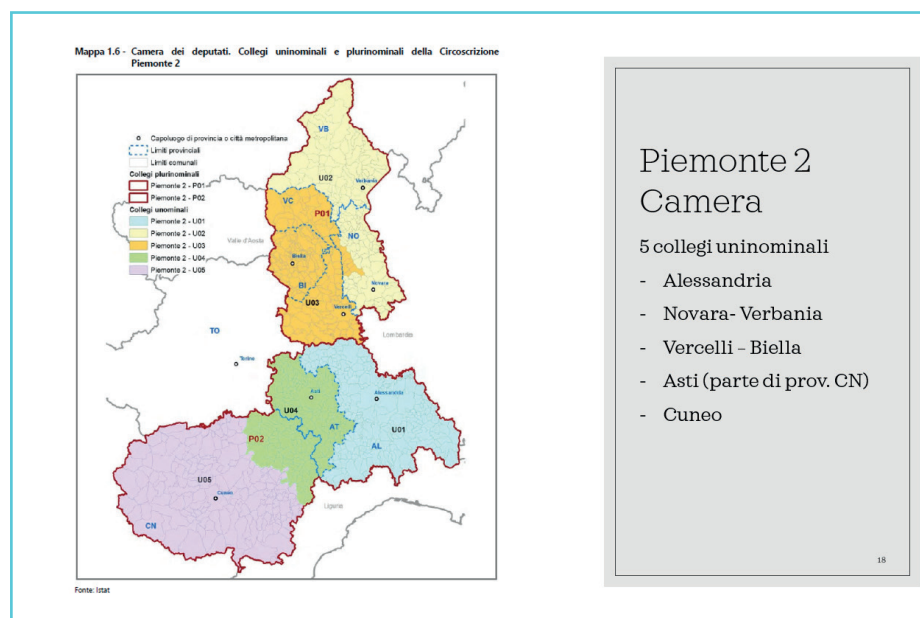 Mappa 1.6 - Camera dei deputati. Collegi uninominali e plurinominali della Circoscrizione
Piemonte 2
Capoluogo di provincia o città metropolitana
Limiti provinciali
Limiti comunali
Collegi plurinominali
Piemonte 2 - P01
Piemonte 2 - P02
Collegi unominali
Piemonte 2 - U01
Piemonte 2 - U02
Piemonte 2 - U03
Piemonte 2 - U04
Piemonte 2 - U05
VB
U02
Verbania
VC
P01
NO
Valle d'Aosta
Biella
BI
Novara
U03
Vercelli
TO
Lombardia
Torino
Asti
Alessandria
U04
AT
U01
P02
AL
U05
Cuneo
Liguria
CN
Fonte: Istat
Piemonte 2
Camera
5 collegi uninominali
- Alessandria
- Novara- Verbania
- Vercelli – Biella
- Asti (parte di prov. CN)
- Cuneo
18